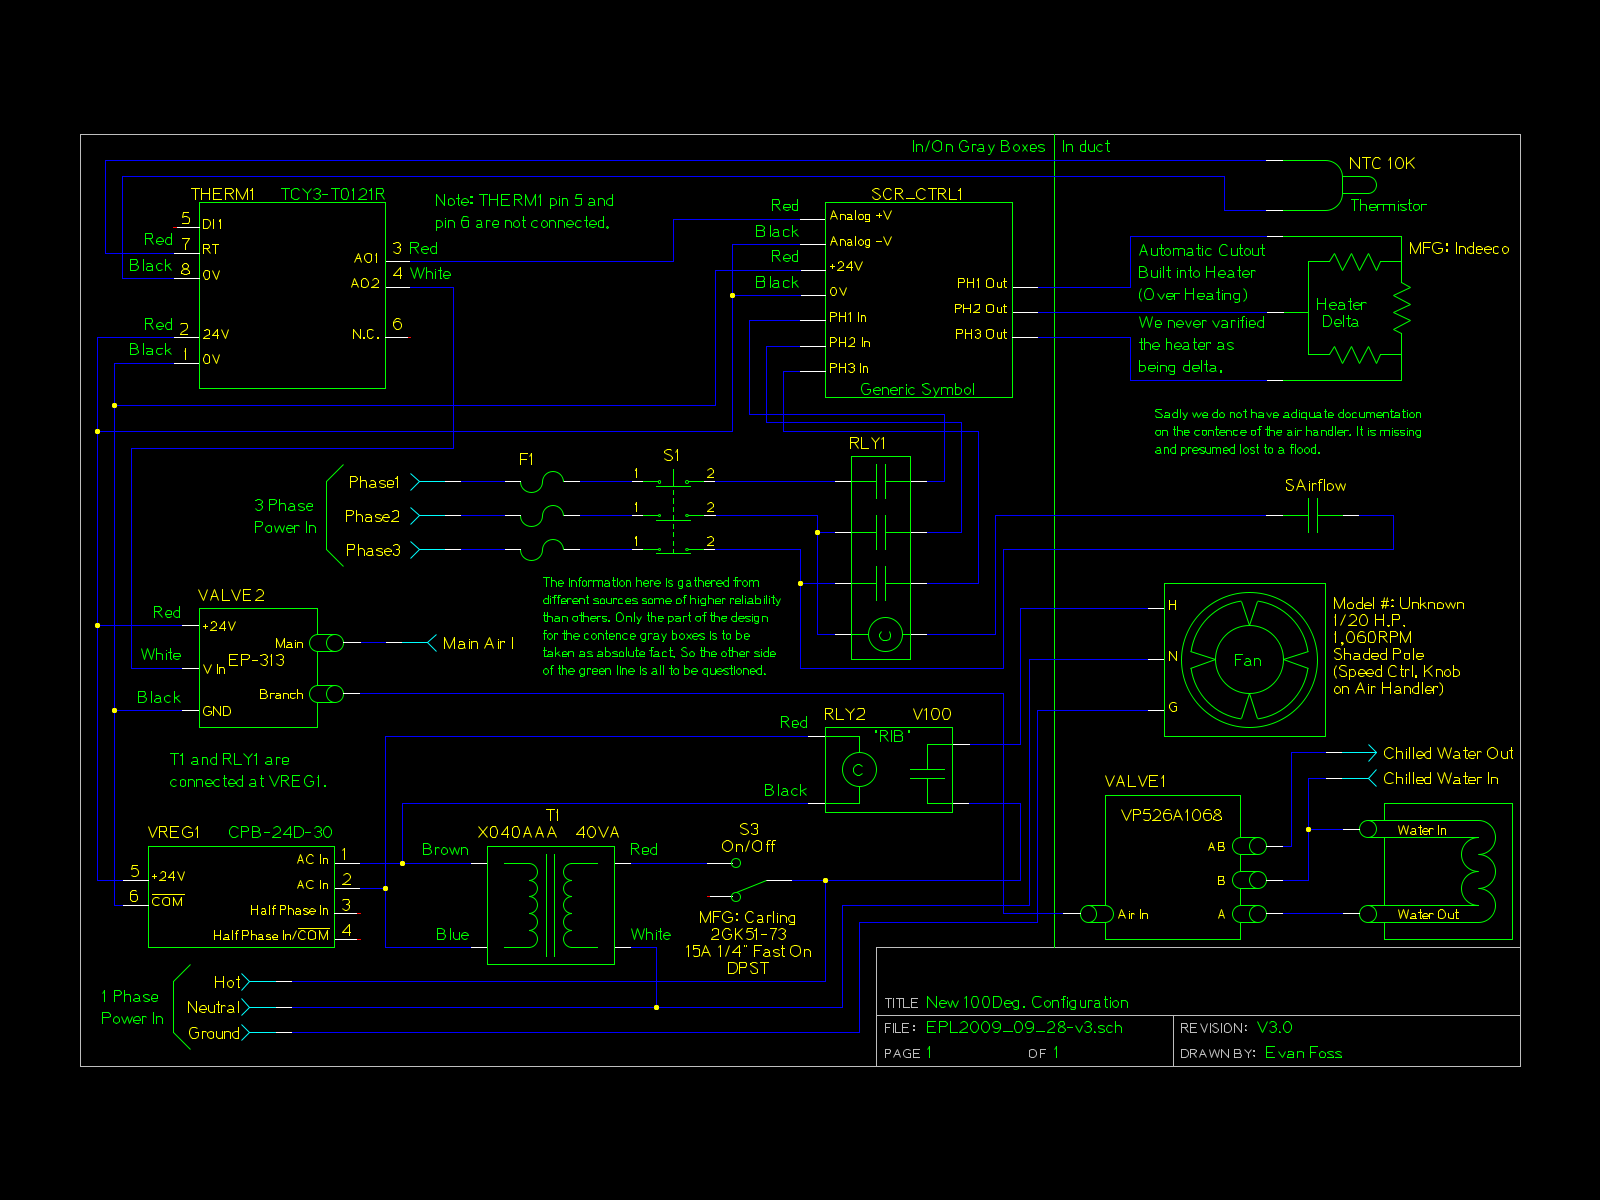 In/On Gray Boxes
In duct
NTC 10K
Thermistor
THERM1 TCY3-T0121R
Note: THERM1 pin 5 and
pin 6 are not connected.
5 DI1
Red 7 RT
Black 8 0V
Red 2 24V
Black 1 0V
AO1 3 Red
AO2 4 White
N.C. 6
SCR_CTRL1
Red Analog +V
Black Analog -V
Red +24V
Black 0V
PH1 In
PH2 In
PH3 In
PH1 Out
PH2 Out
PH3 Out
Generic Symbol
Automatic Cutout
Built into Heater
(Over Heating)
We never varified
the heater as
being delta.
MFG: Indeeco
Heater
Delta
Sadly we do not have adiquate documentation
on the contence of the air handler. It is missing
and presumed lost to a flood.
3 Phase
Power In
Phase1
Phase2
Phase3
F1
S1
1 2
1 2
1 2
RLY1
C
SAirflow
The information here is gathered from
different sources some of higher reliability
than others. Only the part of the design
for the contence gray boxes is to be
taken as absolute fact. So the other side
of the green line is all to be questioned.
VALVE2
Red +24V
White V In
Black GND
EP-313
Main
Branch
Main Air I
T1 and RLY1 are
connected at VREG1.
H
N
G
Fan
Model #: Unknown
1/20 H.P.
1,060RPM
Shaded Pole
(Speed Ctrl. Knob
on Air Handler)
RLY2 V100
"RIB"
Red
Black
C
Chilled Water Out
Chilled Water In
VALVE1
VP526A1068
AB
B
A
Air In
Water In
Water Out
VREG1 CPB-24D-30
5 +24V
6 COM
AC In 1
AC In 2
Half Phase In 3
Half Phase In/COM 4
T1
X040AAA 40VA
Brown
Blue
Red
White
S3
On/Off
MFG: Carling
2GK51-73
15A 1/4" Fast On
DPST
1 Phase
Power In
Hot
Neutral
Ground
TITLE New 100Deg. Configuration
FILE: EPL2009_09_28-v3.sch
REVISION: V3.0
PAGE 1 OF 1
DRAWN BY: Evan Foss